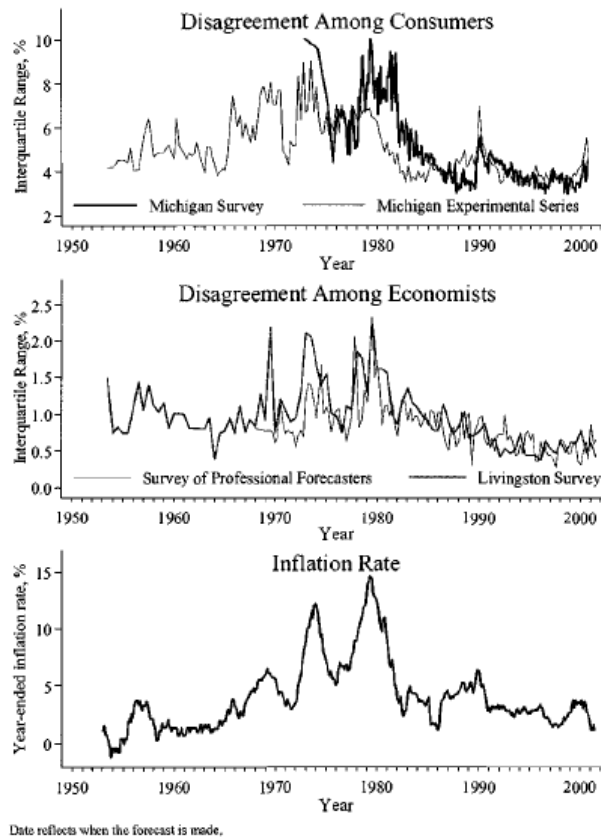 Disagreement Among Consumers
Interquartile Range, %
10
8
6
4
2
Michigan Survey
Michigan Experimental Series
1950 1960 1970 1980 1990 2000
Year
Disagreement Among Economists
Interquartile Range, %
2.5
2.0
1.5
1.0
0.5
0.0
Survey of Professional Forecasters
Livingston Survey
1950 1960 1970 1980 1990 2000
Year
Inflation Rate
Year-ended inflation rate, %
15
10
5
0
1950 1960 1970 1980 1990 2000
Year
Date reflects when the forecast is made.